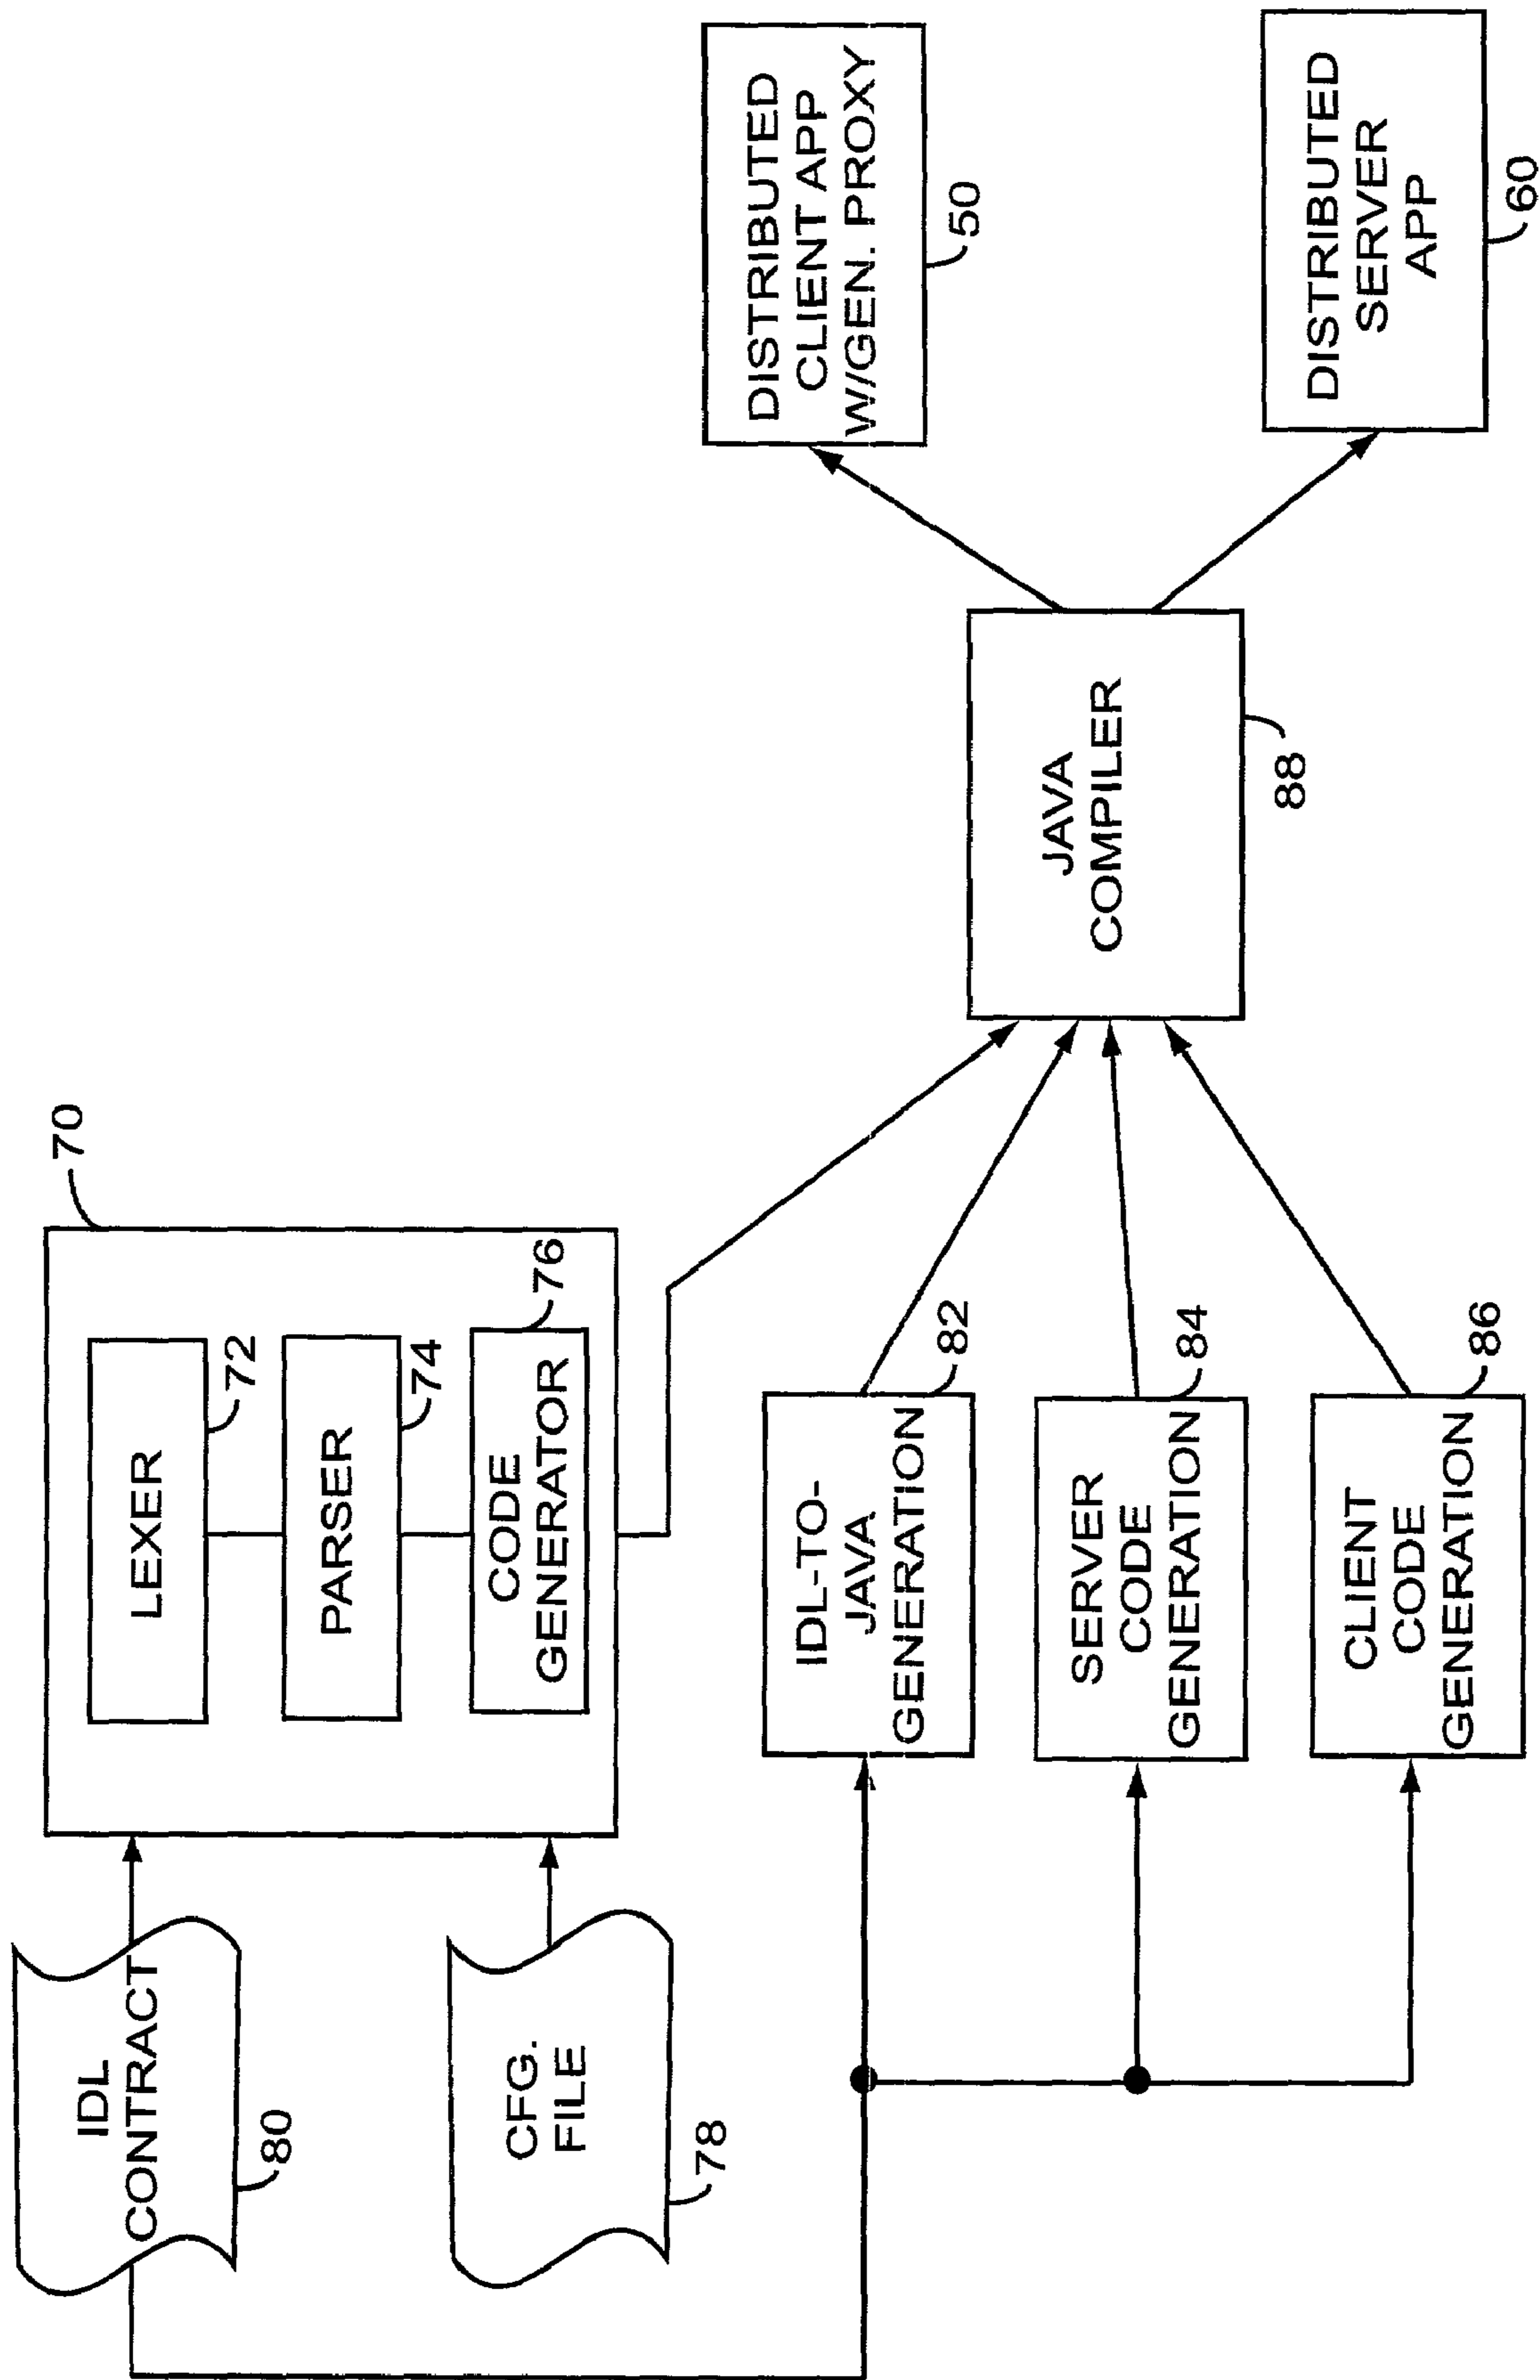 IDL
CONTRACT
80
CFG.
FILE
78
70
LEXER
72
PARSER
74
CODE
GENERATOR
76
IDL-TO-
JAVA
GENERATION
82
SERVER
CODE
GENERATION
84
CLIENT
CODE
GENERATION
86
JAVA
COMPILER
88
DISTRIBUTED
CLIENT APP
W/GEN. PROXY
50
DISTRIBUTED
SERVER
APP
60